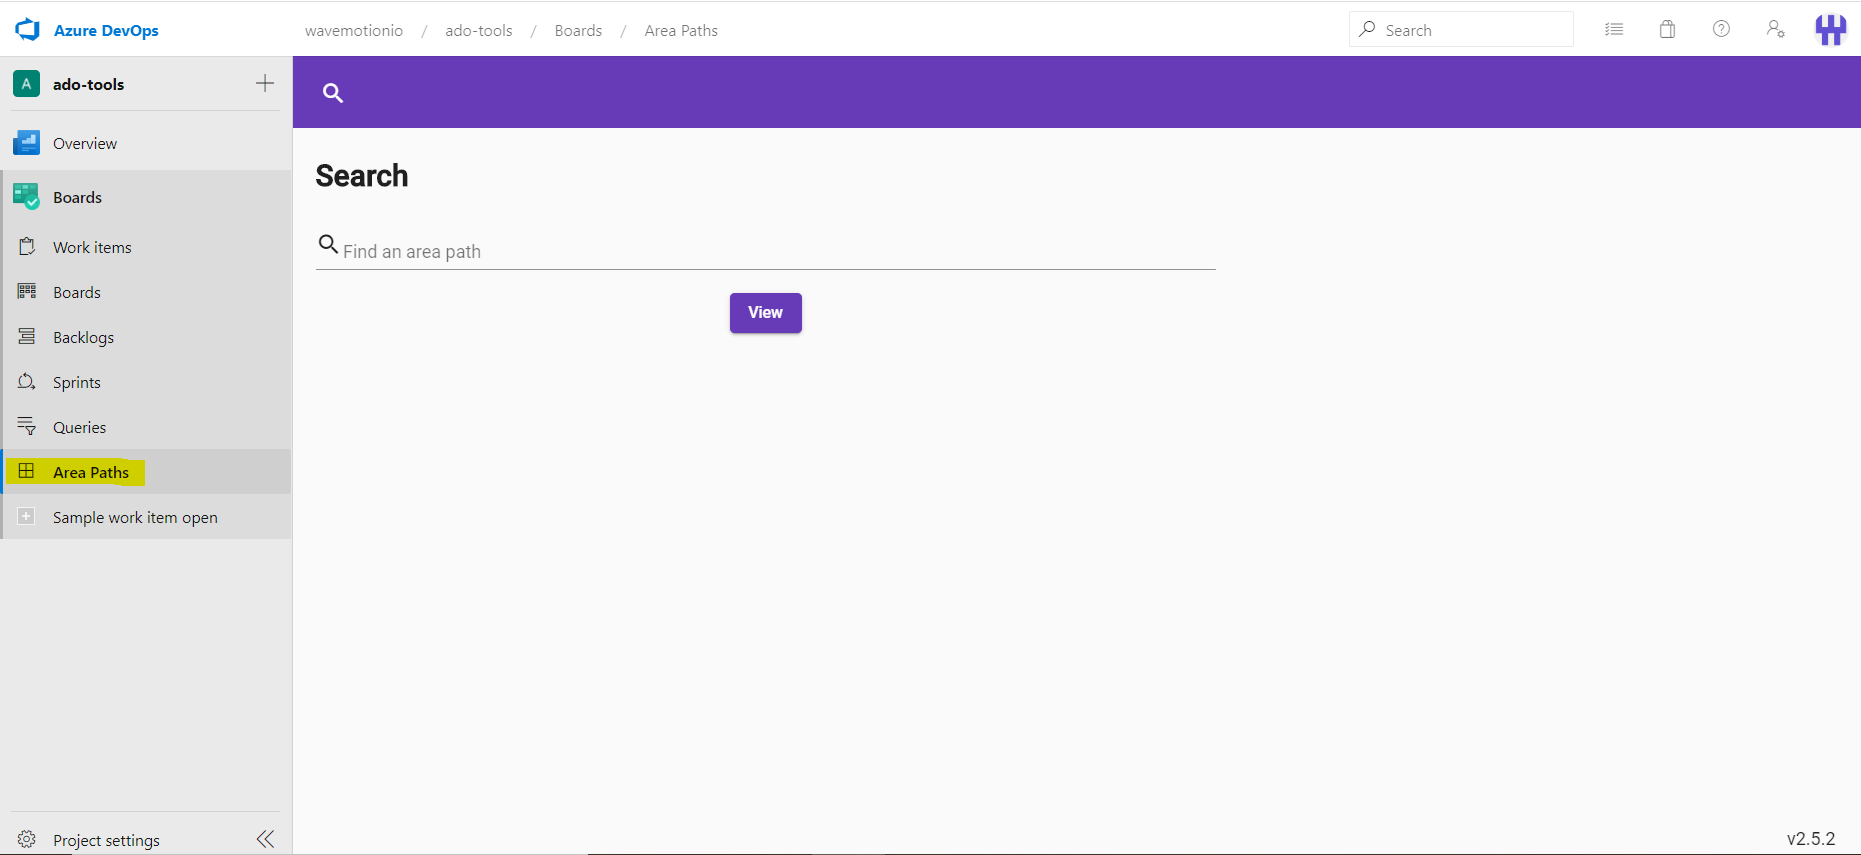 Azure DevOps
wavemotionio / ado-tools / Boards / Area Paths
Search
A ado-tools
Overview
Boards
Work items
Boards
Backlogs
Sprints
Queries
Area Paths
Sample work item open
Project settings
Search
Find an area path
View
v2.5.2